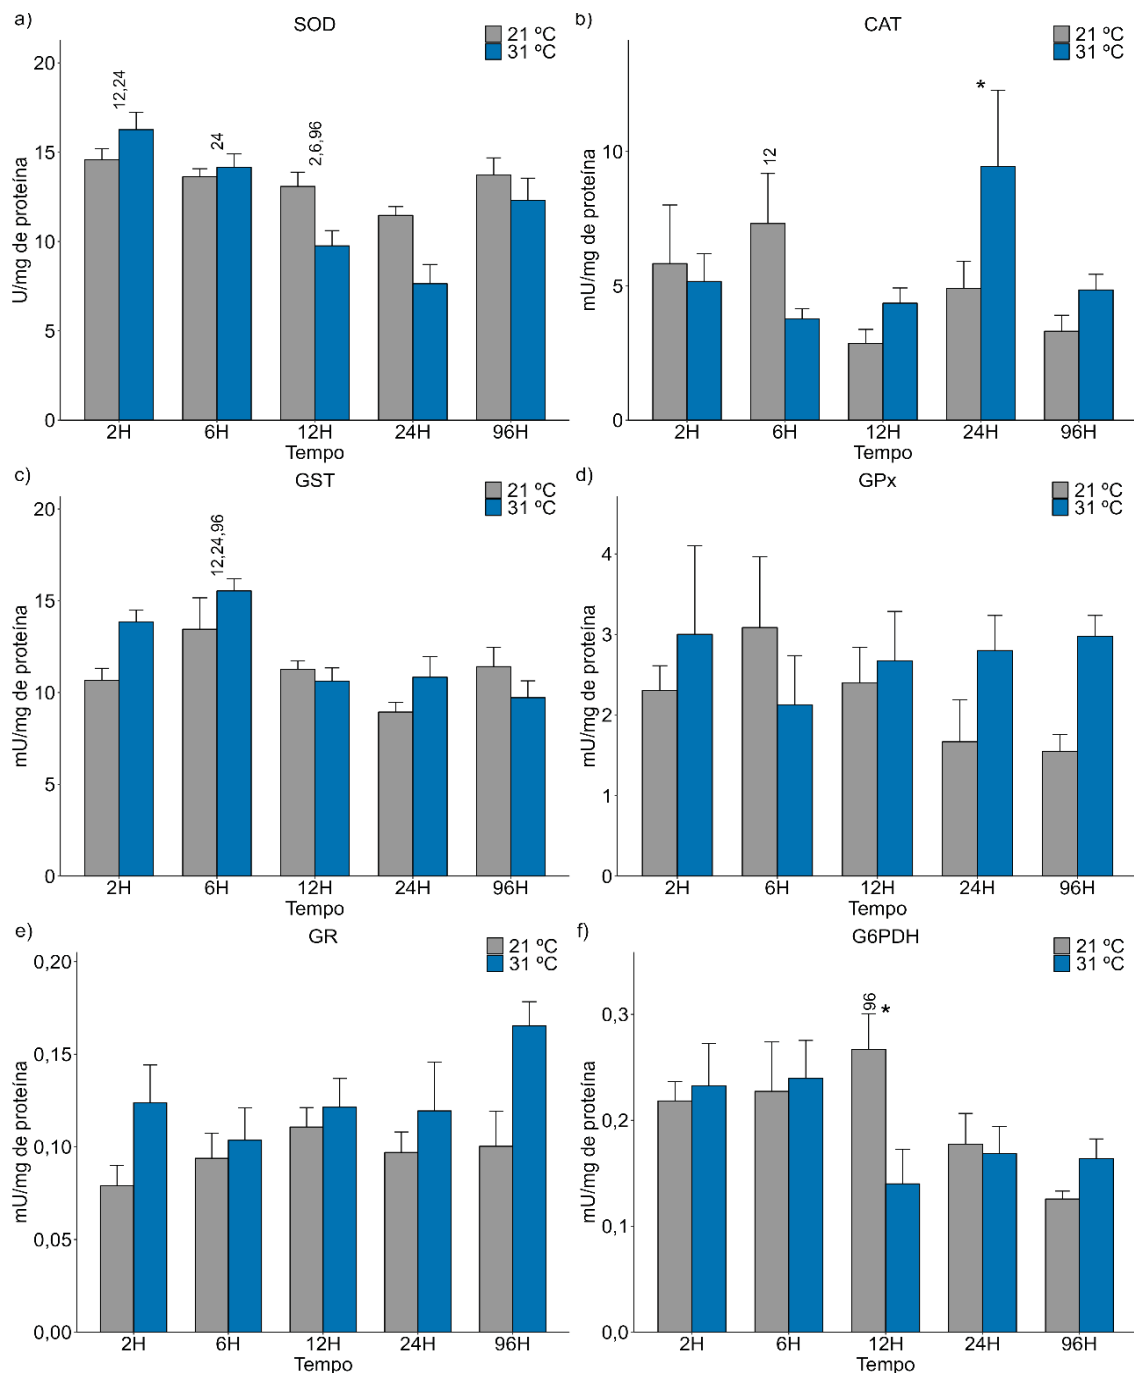 a)
SOD
21 ºC
31 ºC
20
15
10
5
0
U/mg de proteína
12,24
24
2,6,96
2H 6H 12H 24H 96H
Tempo
b)
CAT
21 ºC
31 ºC
10
5
0
mU/mg de proteína
12
*
2H 6H 12H 24H 96H
Tempo
c)
GST
21 ºC
31 ºC
20
15
10
5
0
mU/mg de proteína
12,24,96
2H 6H 12H 24H 96H
Tempo
d)
GPx
21 ºC
31 ºC
4
3
2
1
0
mU/mg de proteína
2H 6H 12H 24H 96H
Tempo
e)
GR
21 ºC
31 ºC
0,20
0,15
0,10
0,05
0,00
mU/mg de proteína
2H 6H 12H 24H 96H
Tempo
f)
G6PDH
21 ºC
31 ºC
0,3
0,2
0,1
0,0
mU/mg de proteína
96
*
2H 6H 12H 24H 96H
Tempo